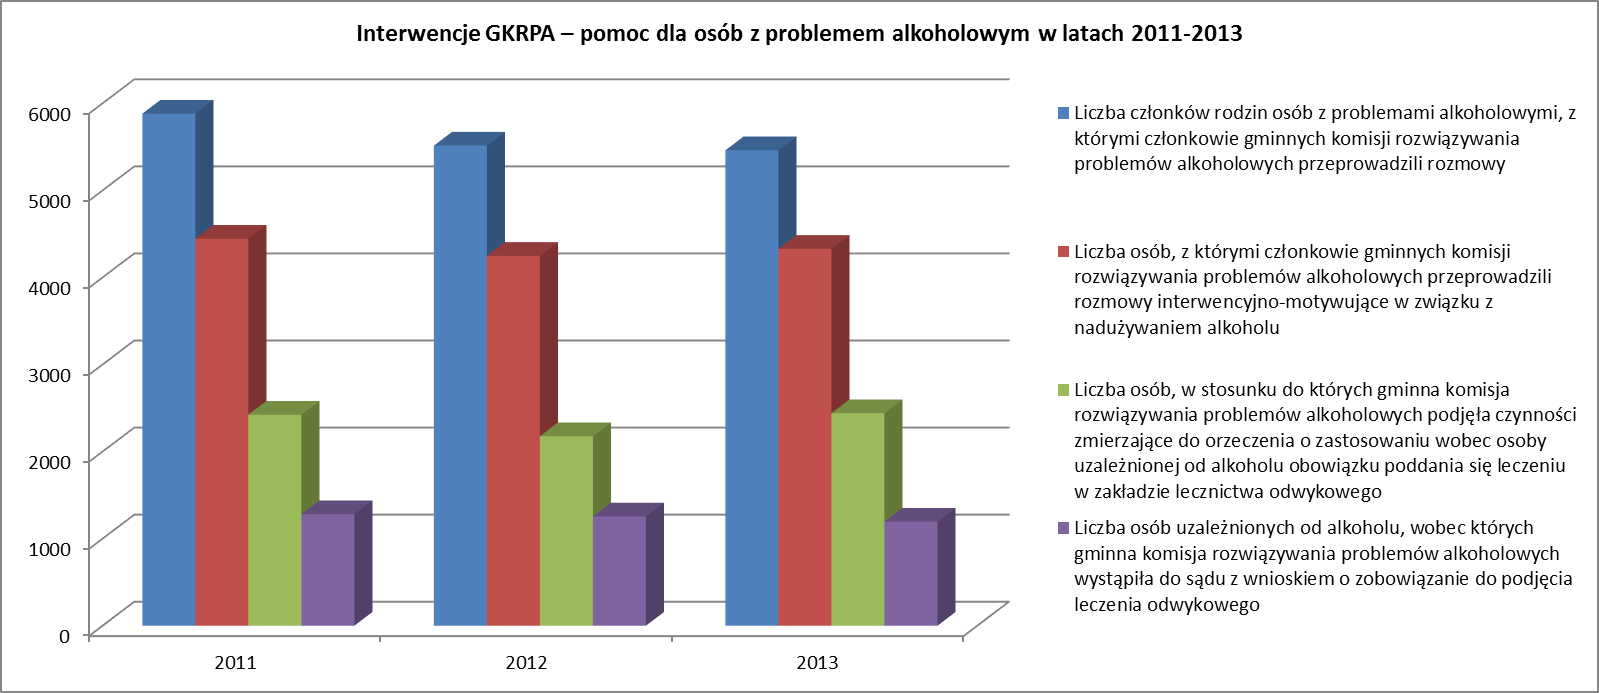 Interwencje GKRPA – pomoc dla osób z problemem alkoholowym w latach 2011-2013
6000
5000
4000
3000
2000
1000
0
2011
2012
2013
Liczba członków rodzin osób z problemami alkoholowymi, z
którymi członkowie gminnych komisji rozwiązywania
problemów alkoholowych przeprowadzili rozmowy
Liczba osób, z którymi członkowie gminnych komisji
rozwiązywania problemów alkoholowych przeprowadzili
rozmowy interwencyjno-motywujące w związku z
nadużywaniem alkoholu
Liczba osób, w stosunku do których gminna komisja
rozwiązywania problemów alkoholowych podjęła czynności
zmierzające do orzeczenia o zastosowaniu wobec osoby
uzależnionej od alkoholu obowiązku poddania się leczeniu
w zakładzie lecznictwa odwykowego
Liczba osób uzależnionych od alkoholu, wobec których
gminna komisja rozwiązywania problemów alkoholowych
wystąpiła do sądu z wnioskiem o zobowiązanie do podjęcia
leczenia odwykowego